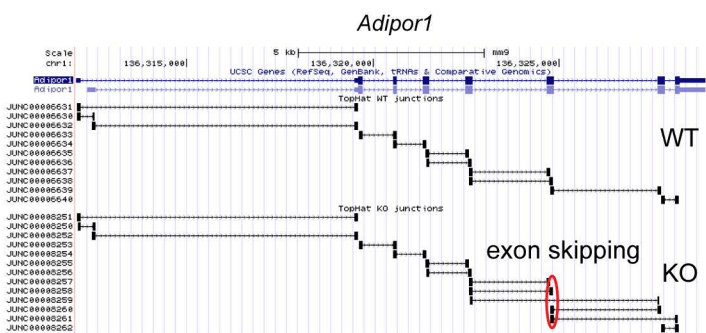 Adipor1
Scale 5 kb mm9
chr1: 136,315,000 136,320,000 136,325,000
UCSC Genes (RefSeq, GenBank, tRNAs & Comparative Genomics)
Adipor1
Adipor1
TopHat WT junctions
JUNC00006631
JUNC00006630
JUNC00006632
JUNC00006633
JUNC00006634
JUNC00006635
JUNC00006636
JUNC00006637
JUNC00006638
JUNC00006639
JUNC00006640
WT
TopHat KO junctions
JUNC00008251
JUNC00008250
JUNC00008252
JUNC00008253
JUNC00008254
JUNC00008255
JUNC00008256
JUNC00008257
JUNC00008258
JUNC00008259
JUNC00008260
JUNC00008261
JUNC00008262
exon skipping
KO